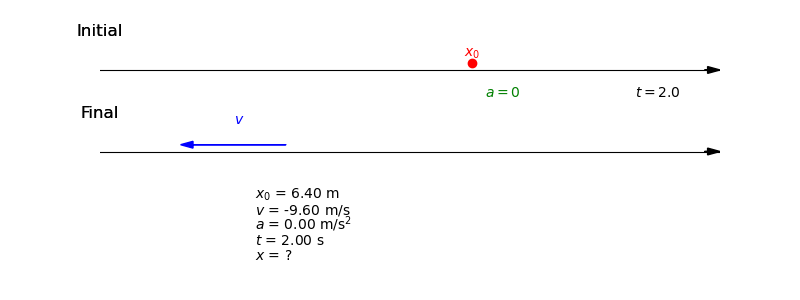 Initial
x₀
a = 0
t = 2.0
Final
v
x₀ = 6.40 m
v = -9.60 m/s
a = 0.00 m/s²
t = 2.00 s
x = ?